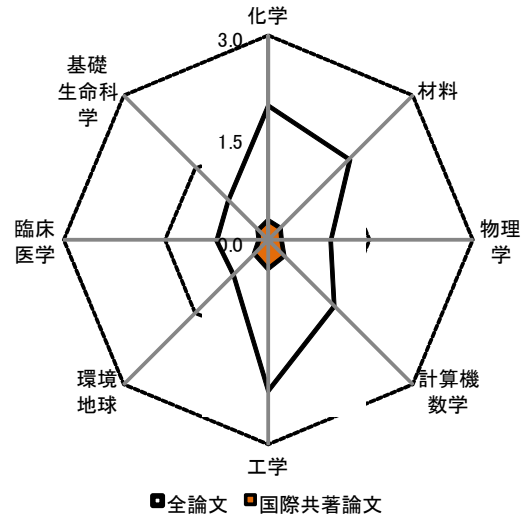 化学
3.0
基礎
生命科
学
材料
1.5
臨床
医学
0.0
物理
学
環境
地球
計算機
数学
工学
全論文 国際共著論文